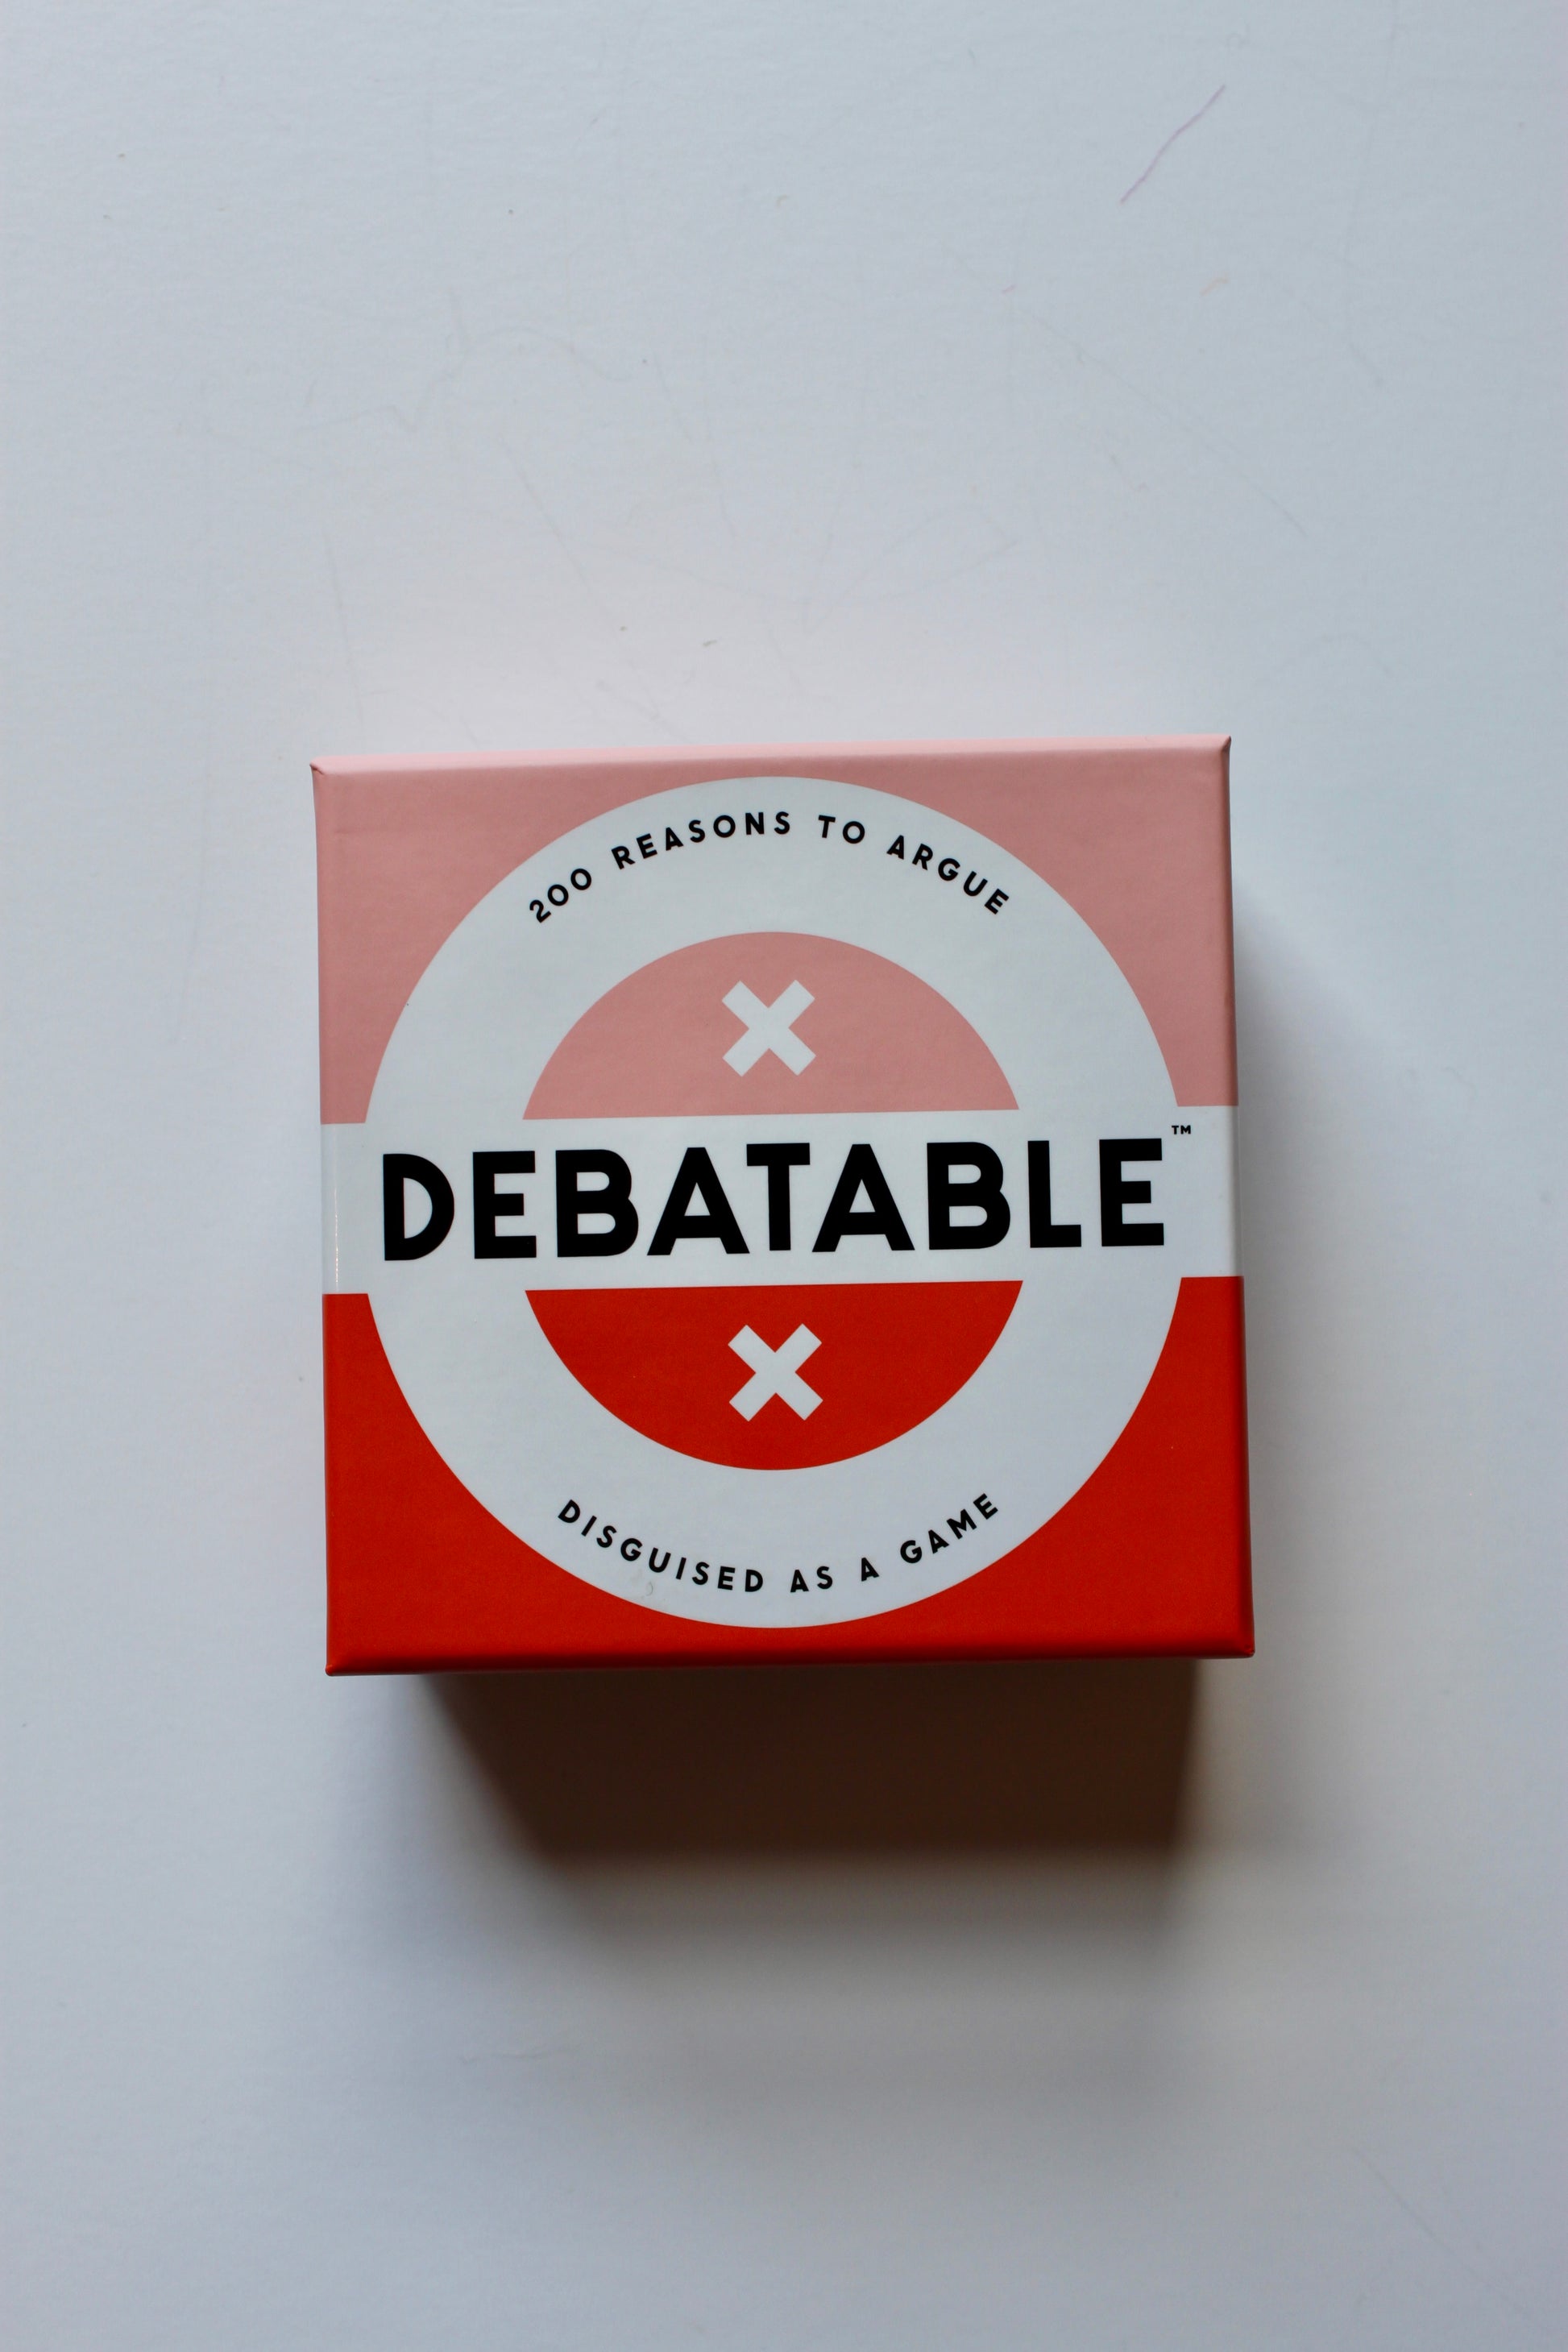 200 REASONS TO ARGUE
DEBATABLE™
DISGUISED AS A GAME